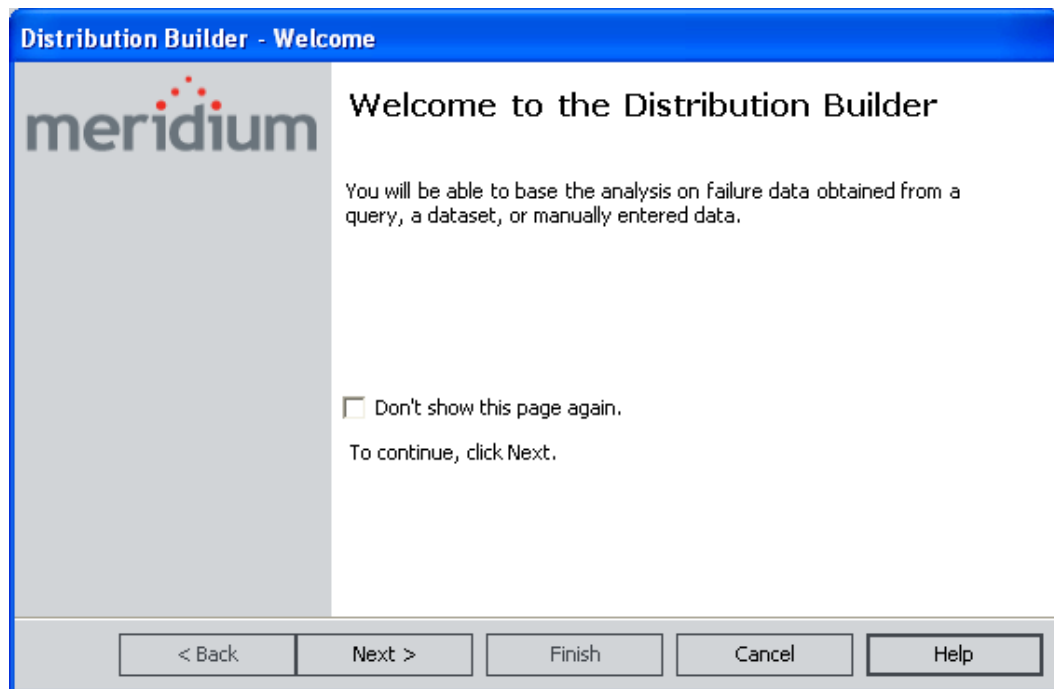 Distribution Builder - Welcome
meridium
Welcome to the Distribution Builder
You will be able to base the analysis on failure data obtained from a
query, a dataset, or manually entered data.
Don't show this page again.
To continue, click Next.
< Back
Next >
Finish
Cancel
Help